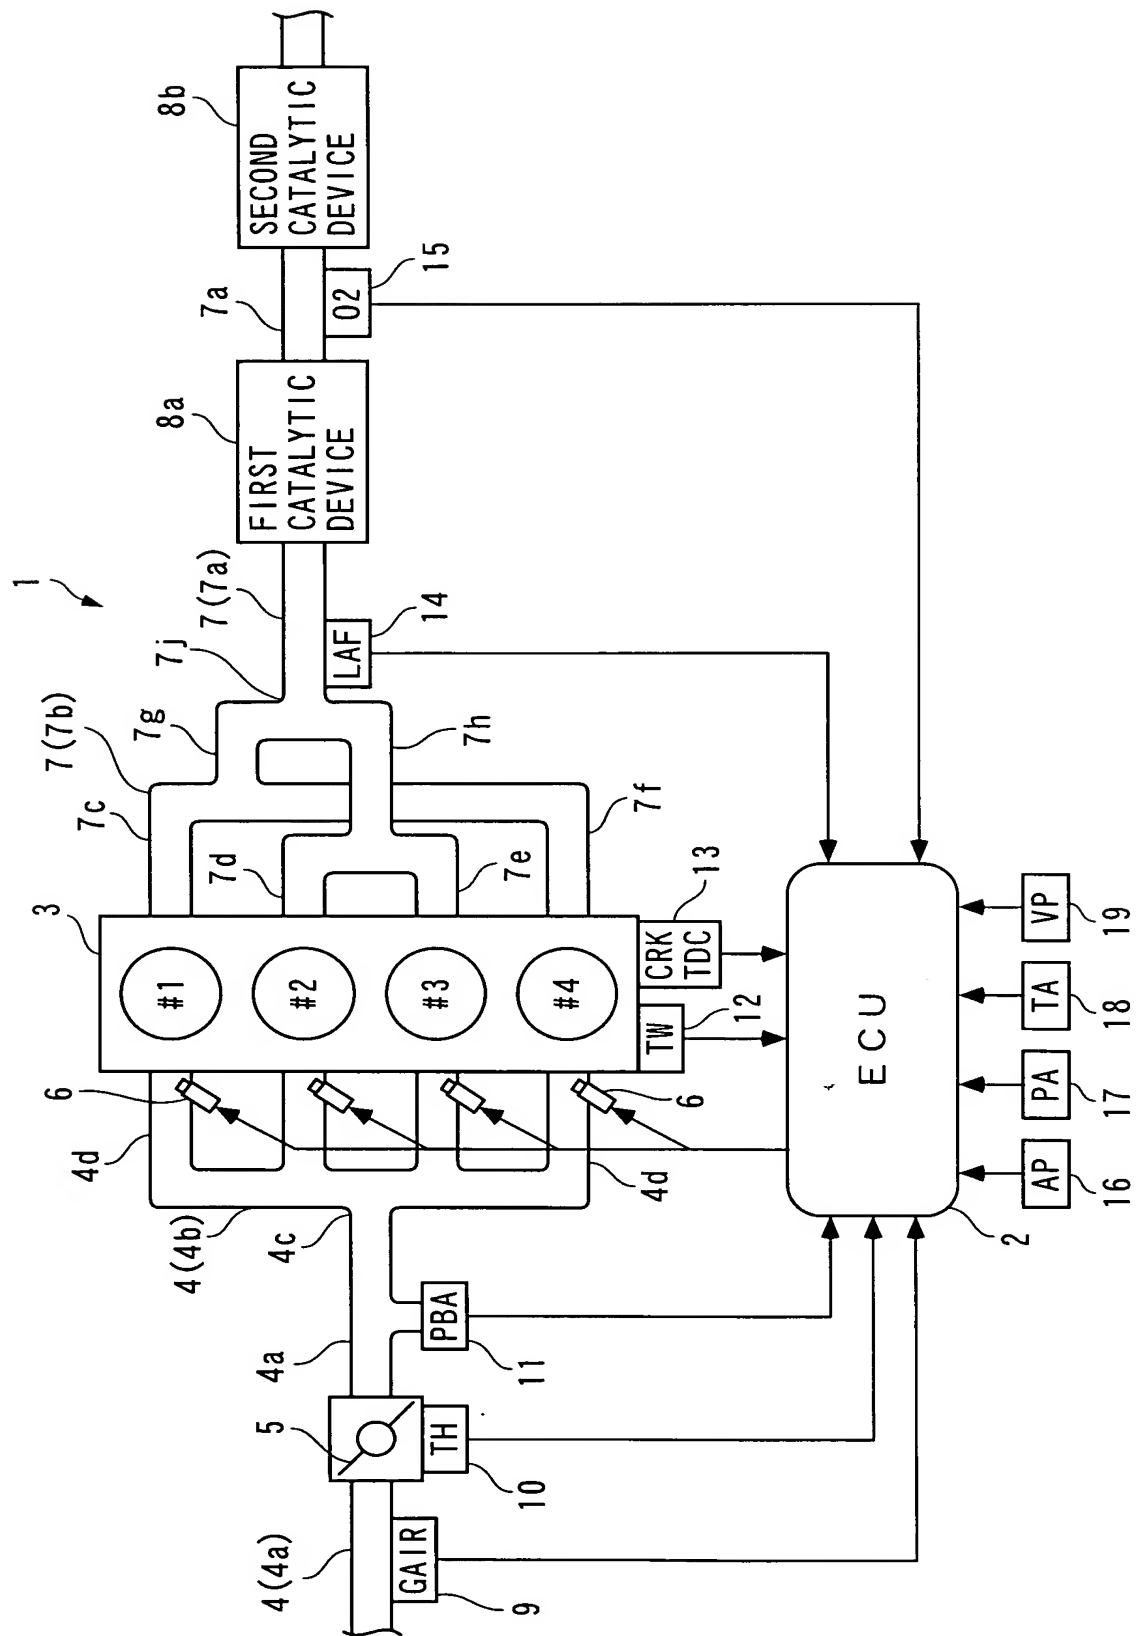 1
3
7(7b)
7c
7g
7j
7(7a)
8a
7a
8b
FIRST
CATALYTIC
DEVICE
SECOND
CATALYTIC
DEVICE
4d
6
#1
#2
#3
#4
7d
7e
7f
7h
LAF
14
O2
15
4(4a)
5
4a
4(4b)
4c
4d
6
GAIR
9
TH
10
PBA
11
TW
12
CRK
TDC
13
ECU
2
AP
16
PA
17
TA
18
VP
19